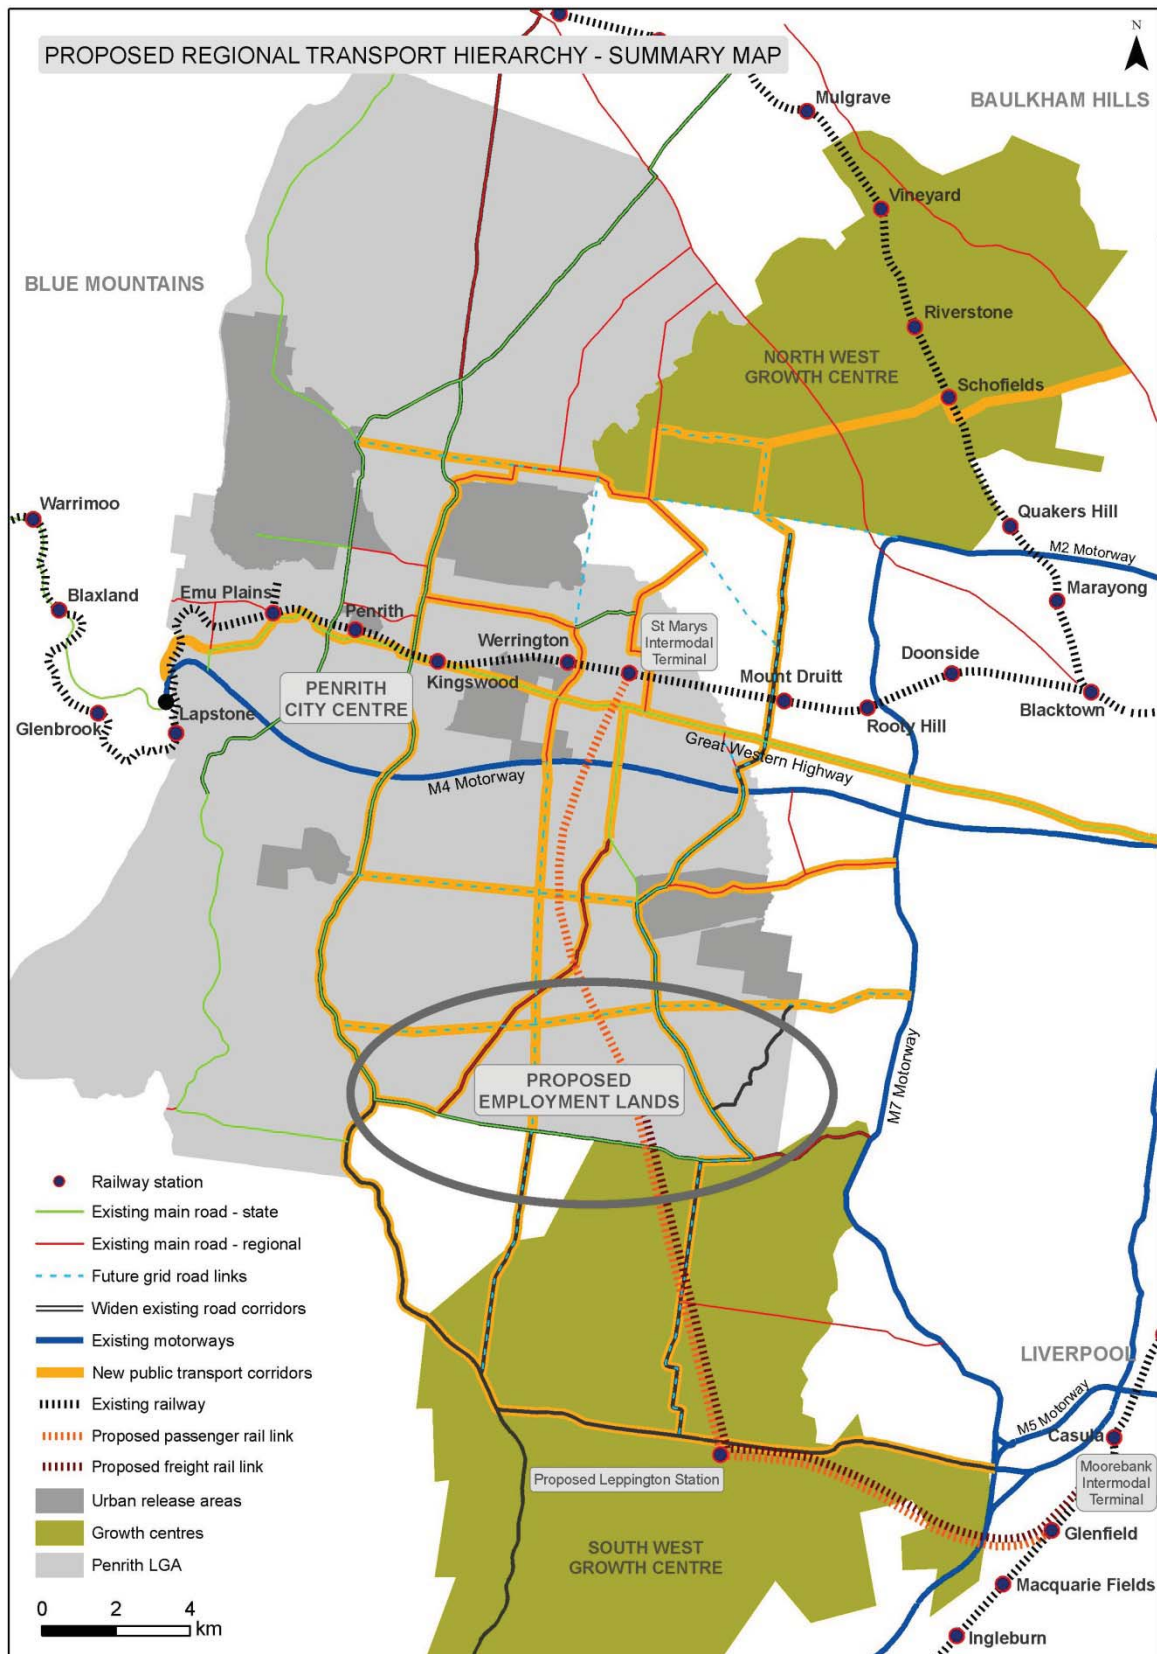 PROPOSED REGIONAL TRANSPORT HIERARCHY - SUMMARY MAP
N
Mulgrave
BAULKHAM HILLS
Vineyard
BLUE MOUNTAINS
Riverstone
NORTH WEST
GROWTH CENTRE
Schofields
Warrimoo
Quakers Hill
M2 Motorway
Marayong
Blaxland
Emu Plains
Penrith
Werrington
St Marys
Intermodal
Terminal
Doonside
Kingswood
Mount Druitt
PENRITH
CITY CENTRE
Rooty Hill
Blacktown
Lapstone
Glenbrook
Great Western Highway
M4 Motorway
M7 Motorway
PROPOSED
EMPLOYMENT LANDS
Railway station
Existing main road - state
Existing main road - regional
Future grid road links
Widen existing road corridors
Existing motorways
New public transport corridors
Existing railway
Proposed passenger rail link
Proposed freight rail link
Urban release areas
Growth centres
Penrith LGA
0 2 4
km
LIVERPOOL
M5 Motorway
Casula
Moorebank
Intermodal
Terminal
Proposed Leppington Station
Glenfield
SOUTH WEST
GROWTH CENTRE
Macquarie Fields
Ingleburn